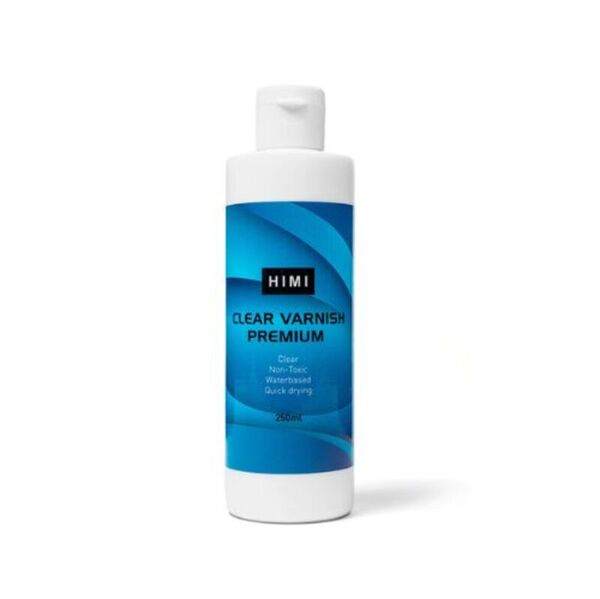 HIMI
CLEAR VARNISH
PREMIUM
Clear
Non-Toxic
Waterbased
Quick drying
250ml